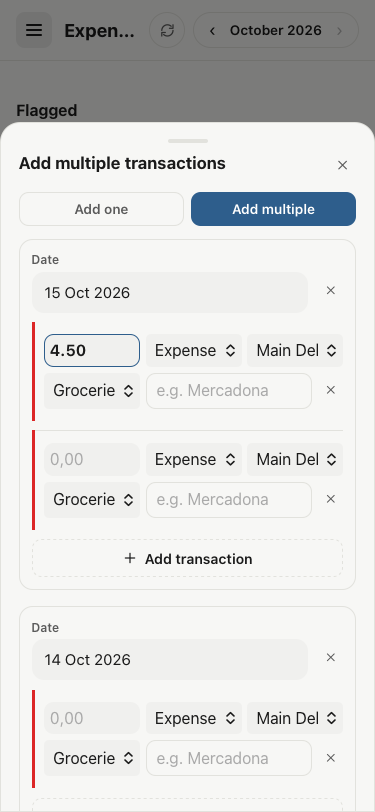 Expen...
‹ October 2026 ›
Flagged
Add multiple transactions
×
Add one Add multiple
Date
15 Oct 2026 ×
4.50 Expense Main Del
Grocerie e.g. Mercadona ×
0,00 Expense Main Del
Grocerie e.g. Mercadona ×
+ Add transaction
Date
14 Oct 2026 ×
0,00 Expense Main Del
Grocerie e.g. Mercadona ×